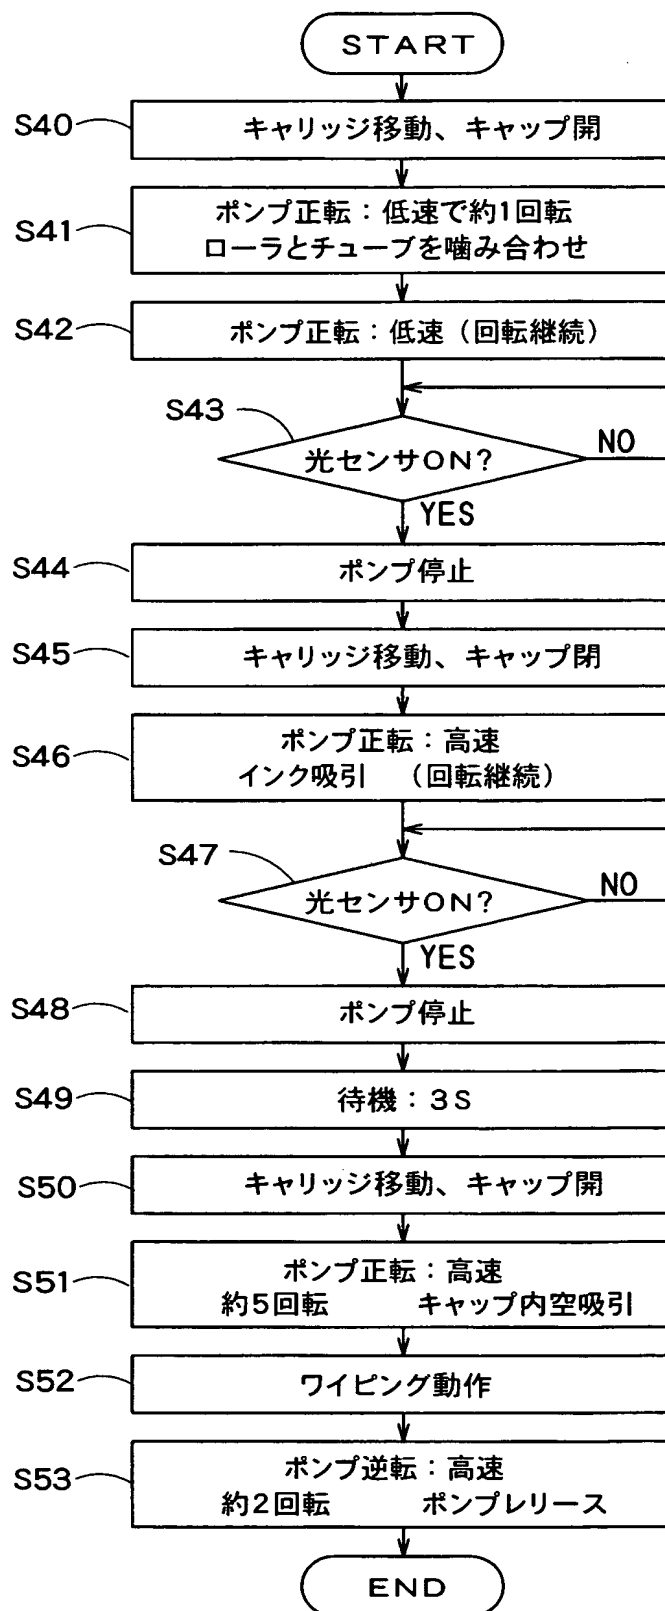 START
S40
キャリッジ移動、キャップ開
S41
ポンプ正転：低速で約1回転
ローラとチューブを噛み合わせ
S42
ポンプ正転：低速（回転継続）
S43
光センサON？
NO
YES
S44
ポンプ停止
S45
キャリッジ移動、キャップ閉
S46
ポンプ正転：高速
インク吸引　（回転継続）
S47
光センサON？
NO
YES
S48
ポンプ停止
S49
待機：3S
S50
キャリッジ移動、キャップ開
S51
ポンプ正転：高速
約5回転　キャップ内空吸引
S52
ワイピング動作
S53
ポンプ逆転：高速
約2回転　ポンプレリース
END